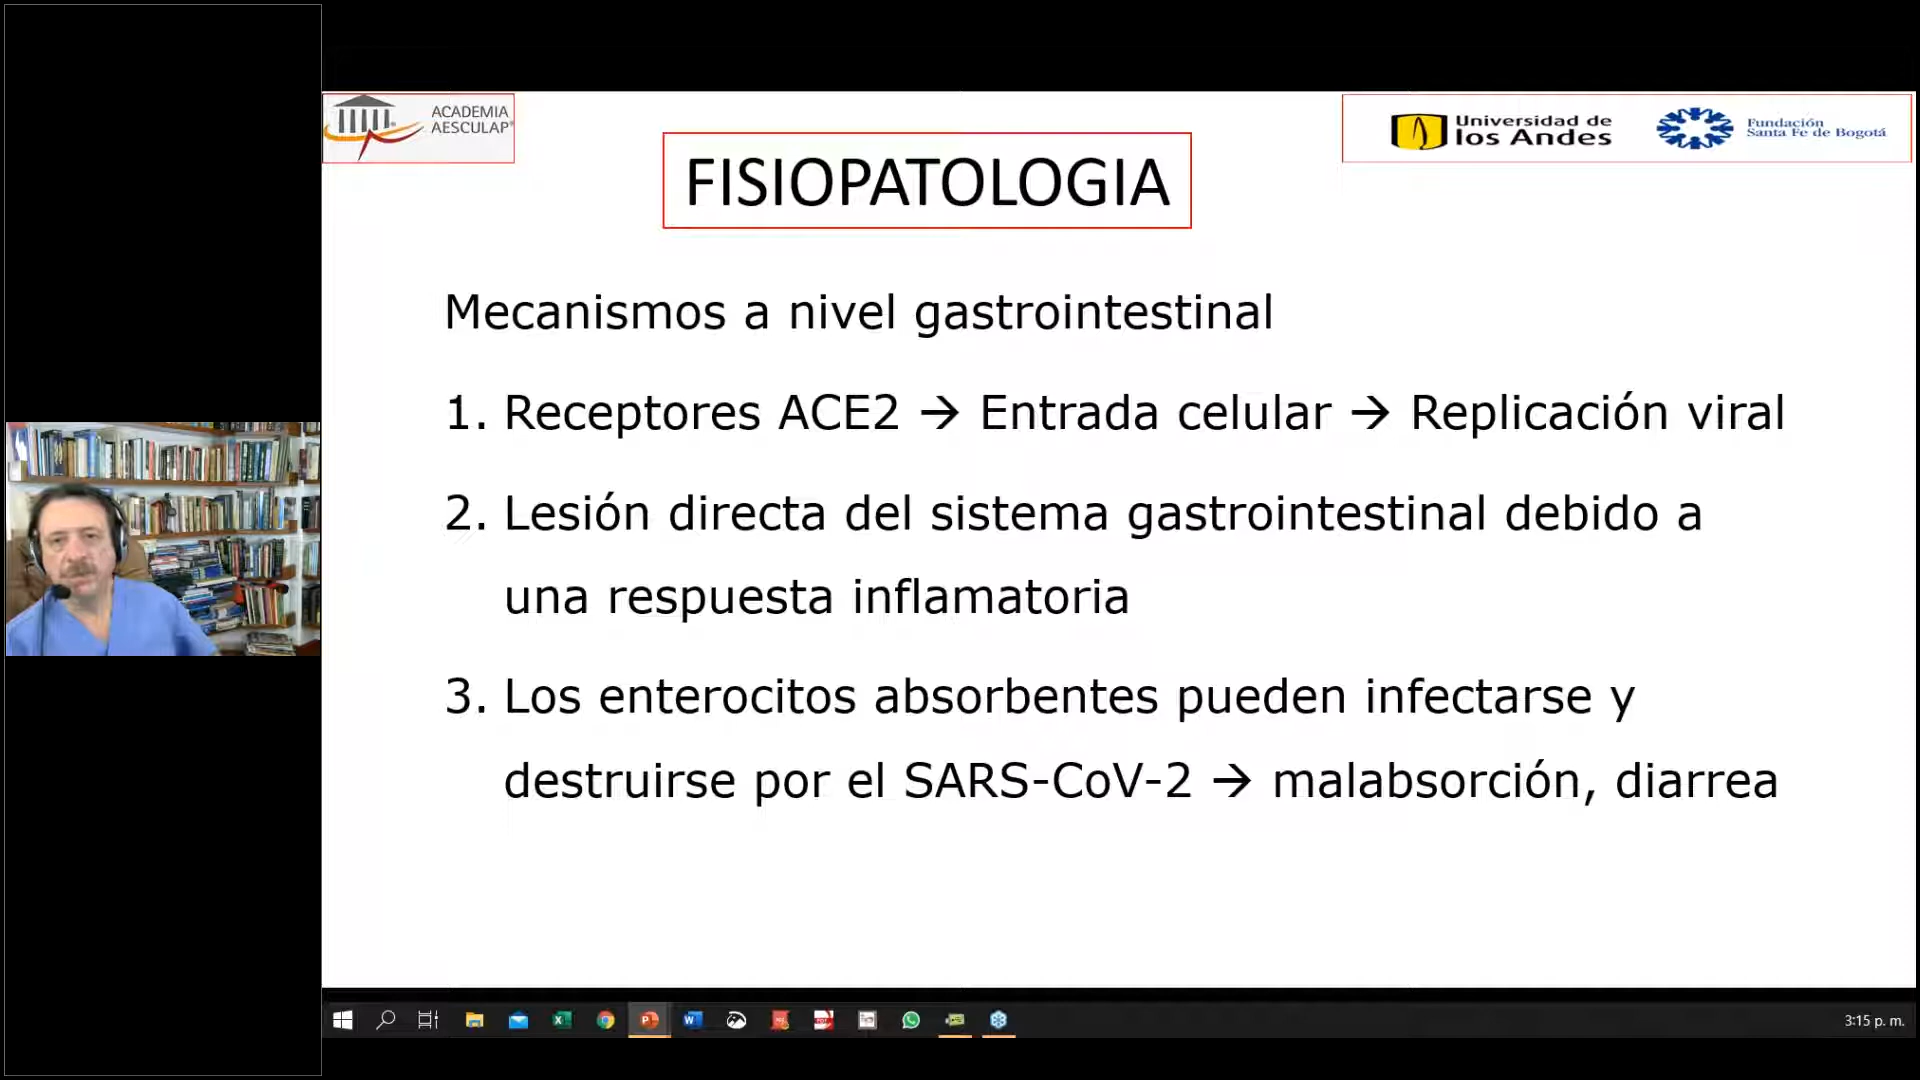 ACADEMIA
AESCULAP®
Universidad de
los Andes
Fundación
Santa Fe de Bogotá
FISIOPATOLOGIA
Mecanismos a nivel gastrointestinal
1. Receptores ACE2 → Entrada celular → Replicación viral
2. Lesión directa del sistema gastrointestinal debido a
una respuesta inflamatoria
3. Los enterocitos absorbentes pueden infectarse y
destruirse por el SARS-CoV-2 → malabsorción, diarrea
3:15 p. m.